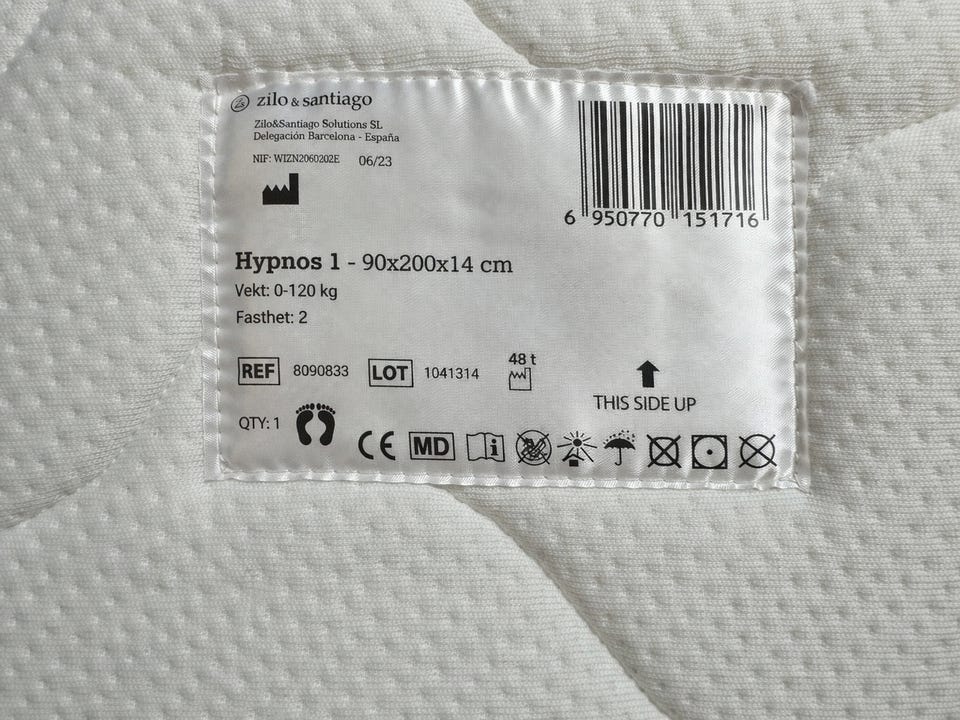 zilo & santiago
Zilo&Santiago Solutions SL
Delegación Barcelona - España
NIF: WIZN2060202E 06/23
6 950770 151716
Hypnos 1 - 90x200x14 cm
Vekt: 0-120 kg
Fasthet: 2
REF 8090833 LOT 1041314 48 t
THIS SIDE UP
QTY: 1
CE MD i